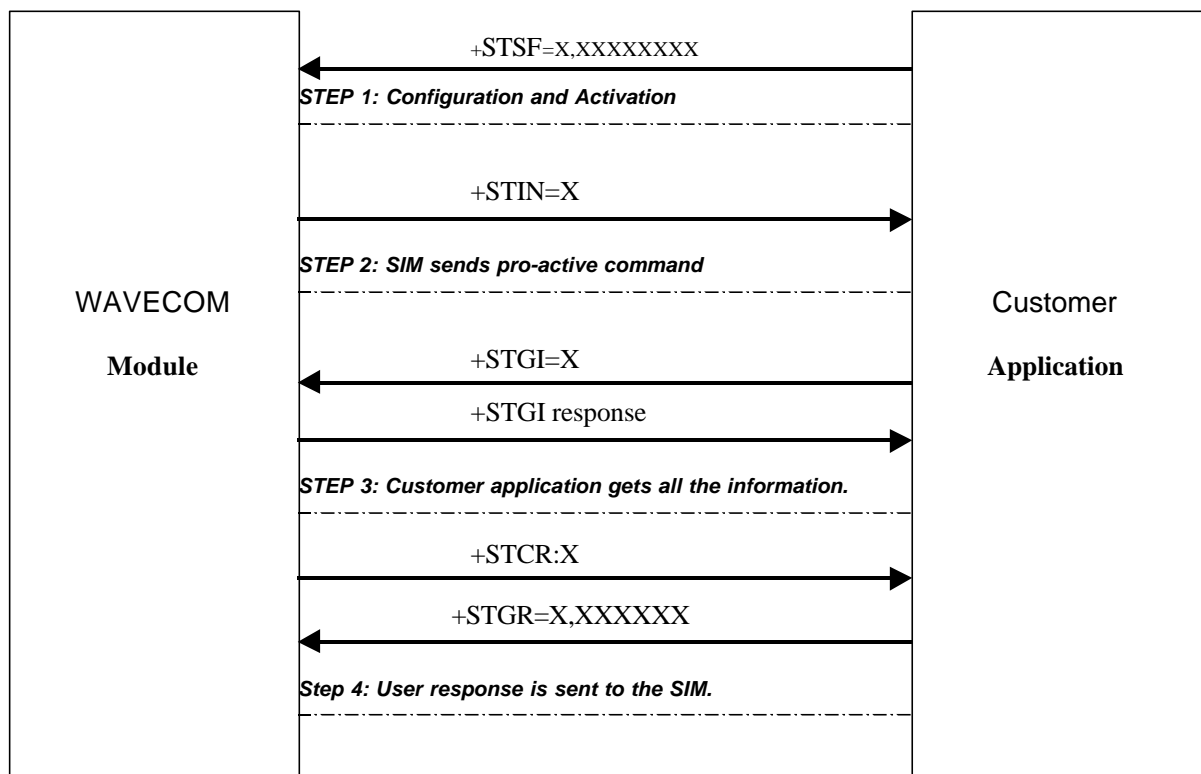 +STSF=X,XXXXXXXX
STEP 1: Configuration and Activation
+STIN=X
STEP 2: SIM sends pro-active command
WAVECOM
Module
Customer
Application
+STGI=X
+STGI response
STEP 3: Customer application gets all the information.
+STCR:X
+STGR=X,XXXXXX
Step 4: User response is sent to the SIM.